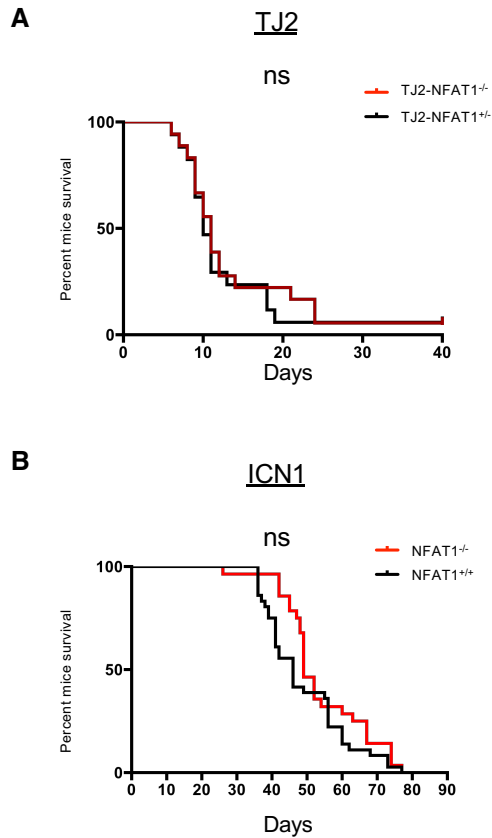 A
TJ2
ns
TJ2-NFAT1-/-
TJ2-NFAT1+/-
Percent mice survival
100
50
0
0 10 20 30 40
Days
B
ICN1
ns
NFAT1-/-
NFAT1+/+
Percent mice survival
100
50
0
0 10 20 30 40 50 60 70 80 90
Days